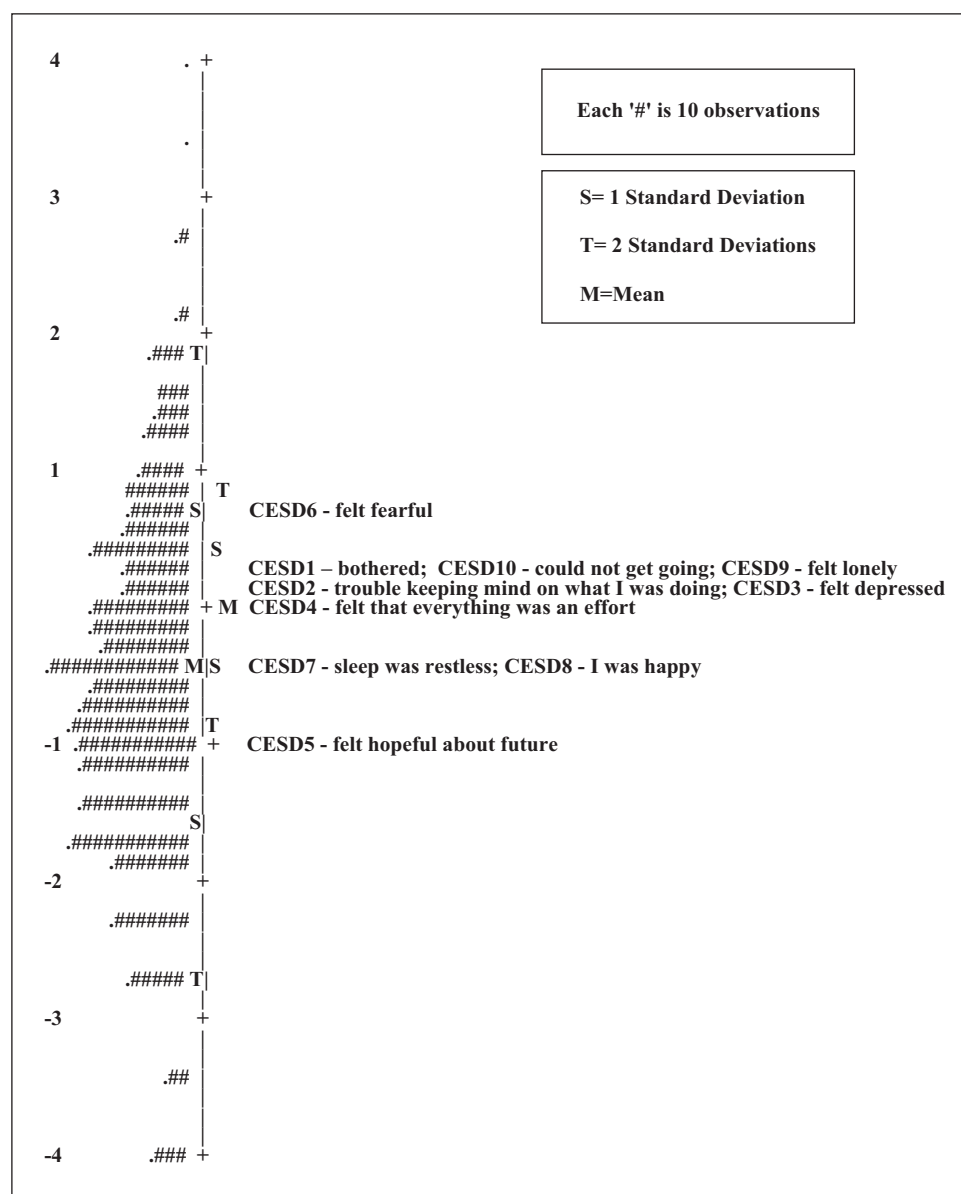 4 . +
|
|
|
. |
|
3 +
|
.# |
|
|
.# |
2 +
.### T|
|
### |
.### |
.#### |
|
1 .#### +
###### | T
.##### S| CESD6 - felt fearful
.###### |
.######### | S
.###### | CESD1 – bothered; CESD10 - could not get going; CESD9 - felt lonely
.###### | CESD2 - trouble keeping mind on what I was doing; CESD3 - felt depressed
.######### + M CESD4 - felt that everything was an effort
.######### |
.######## |
.############ M|S CESD7 - sleep was restless; CESD8 - I was happy
.######### |
.########## |
.########### |T
-1 .########### + CESD5 - felt hopeful about future
.########## |
|
.########## |
S|
.########### |
.####### |
-2 +
|
.####### |
|
|
.##### T|
|
-3 +
|
|
.## |
|
|
|
-4 .### +
Each '#' is 10 observations
S= 1 Standard Deviation
T= 2 Standard Deviations
M=Mean